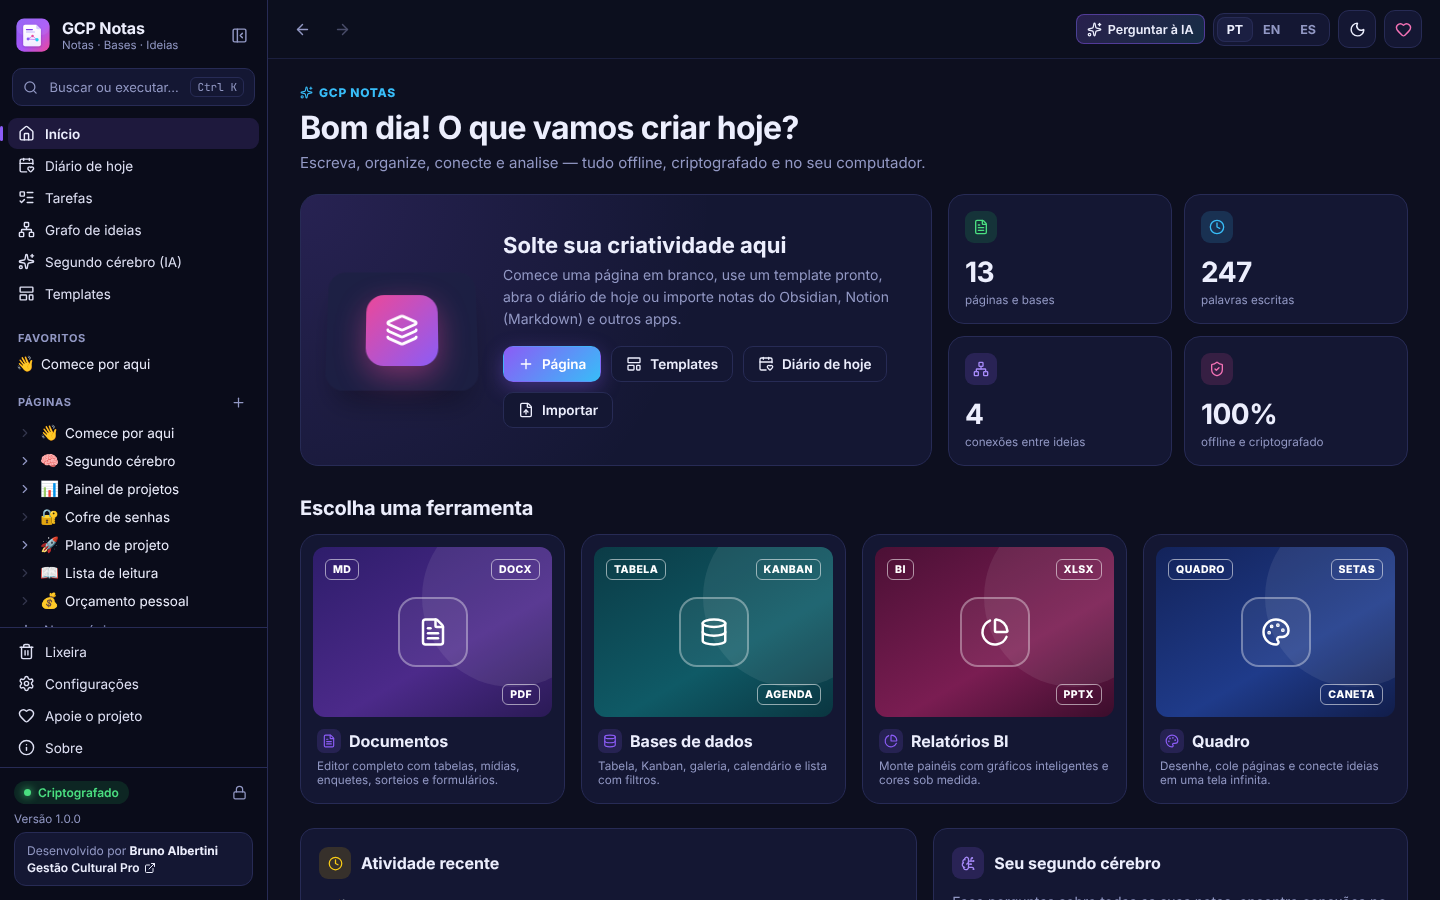 GCP Notas
Notas · Bases · Ideias
Buscar ou executar...
Ctrl K
Início
Diário de hoje
Tarefas
Grafo de ideias
Segundo cérebro (IA)
Templates
FAVORITOS
Comece por aqui
PÁGINAS
Comece por aqui
Segundo cérebro
Painel de projetos
Cofre de senhas
Plano de projeto
Lista de leitura
Orçamento pessoal
Lixeira
Configurações
Apoie o projeto
Sobre
Criptografado
Versão 1.0.0
Desenvolvido por Bruno Albertini
Gestão Cultural Pro
Perguntar à IA
PT EN ES
GCP NOTAS
Bom dia! O que vamos criar hoje?
Escreva, organize, conecte e analise — tudo offline, criptografado e no seu computador.
Solte sua criatividade aqui
Comece uma página em branco, use um template pronto,
abra o diário de hoje ou importe notas do Obsidian, Notion
(Markdown) e outros apps.
Página
Templates
Diário de hoje
Importar
13
páginas e bases
247
palavras escritas
4
conexões entre ideias
100%
offline e criptografado
Escolha uma ferramenta
MD
DOCX
PDF
Documentos
Editor completo com tabelas, mídias,
enquetes, sorteios e formulários.
TABELA
KANBAN
AGENDA
Bases de dados
Tabela, Kanban, galeria, calendário e lista
com filtros.
BI
XLSX
PPTX
Relatórios BI
Monte painéis com gráficos inteligentes e
cores sob medida.
QUADRO
SETAS
CANETA
Quadro
Desenhe, cole páginas e conecte ideias
em uma tela infinita.
Atividade recente
Seu segundo cérebro